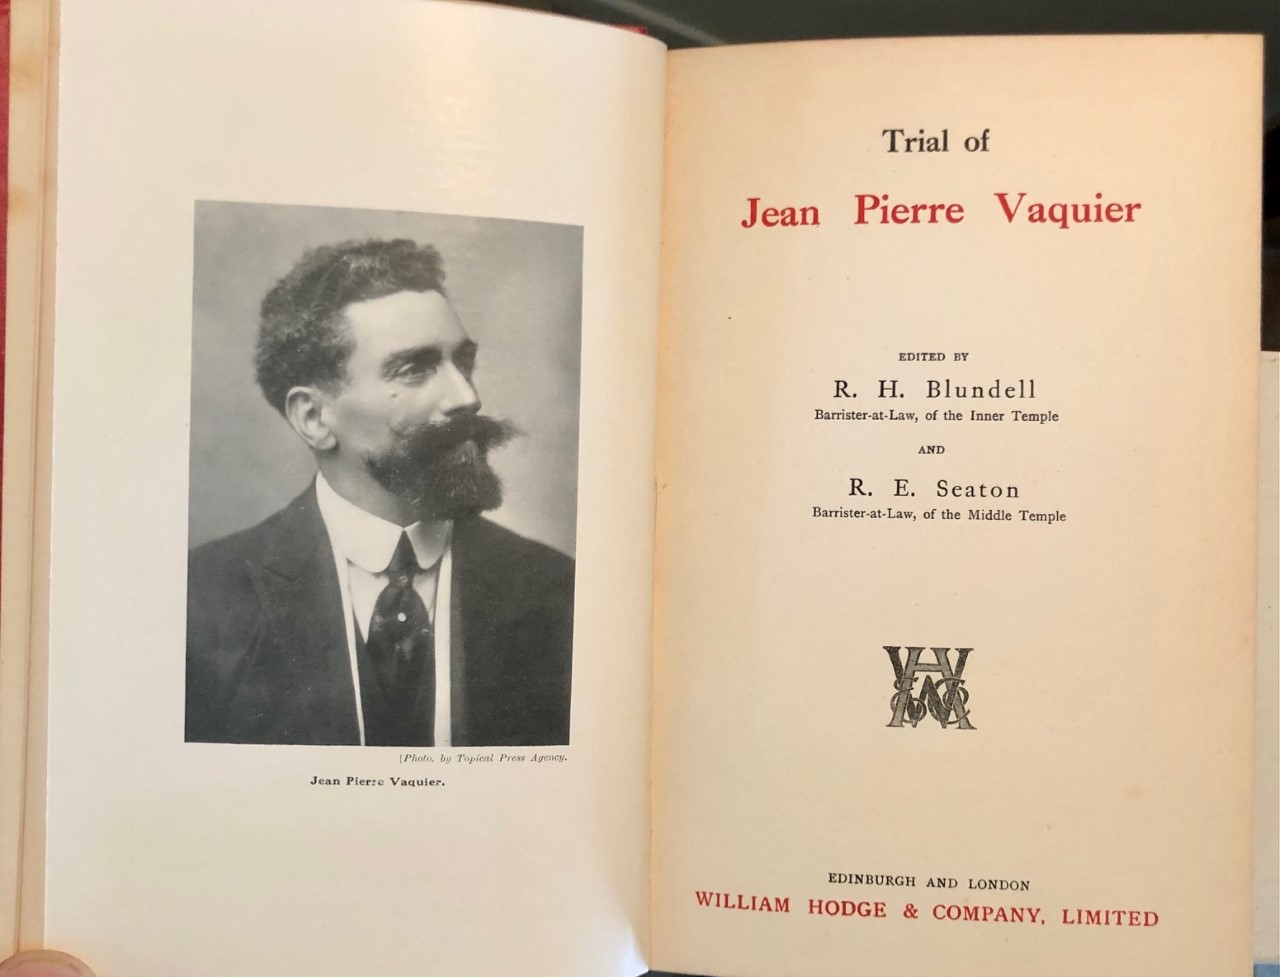 [Photo. by Topical Press Agency.
Jean Pierre Vaquier.
Trial of
Jean Pierre Vaquier
EDITED BY
R. H. Blundell
Barrister-at-Law, of the Inner Temple
AND
R. E. Seaton
Barrister-at-Law, of the Middle Temple
EDINBURGH AND LONDON
WILLIAM HODGE & COMPANY, LIMITED